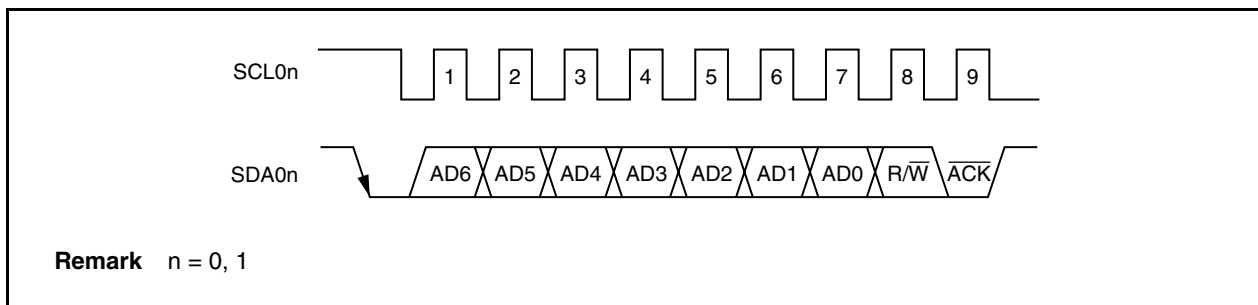 SCL0n 1 2 3 4 5 6 7 8 9
SDA0n AD6 AD5 AD4 AD3 AD2 AD1 AD0 R/W̅ A̅C̅K̅
Remark n = 0, 1